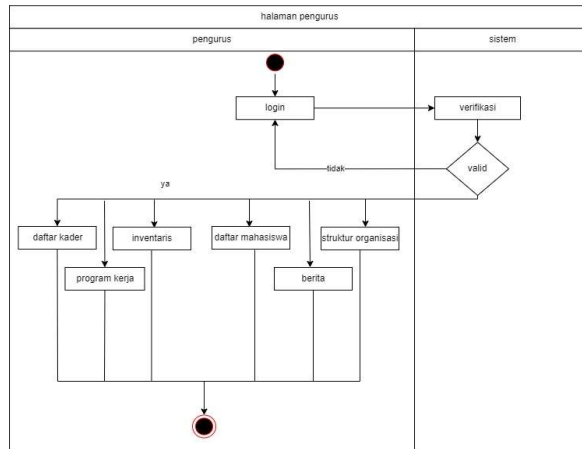 halaman pengurus
pengurus
sistem
login
verifikasi
valid
tidak
ya
daftar kader
inventaris
daftar mahasiswa
struktur organisasi
program kerja
berita